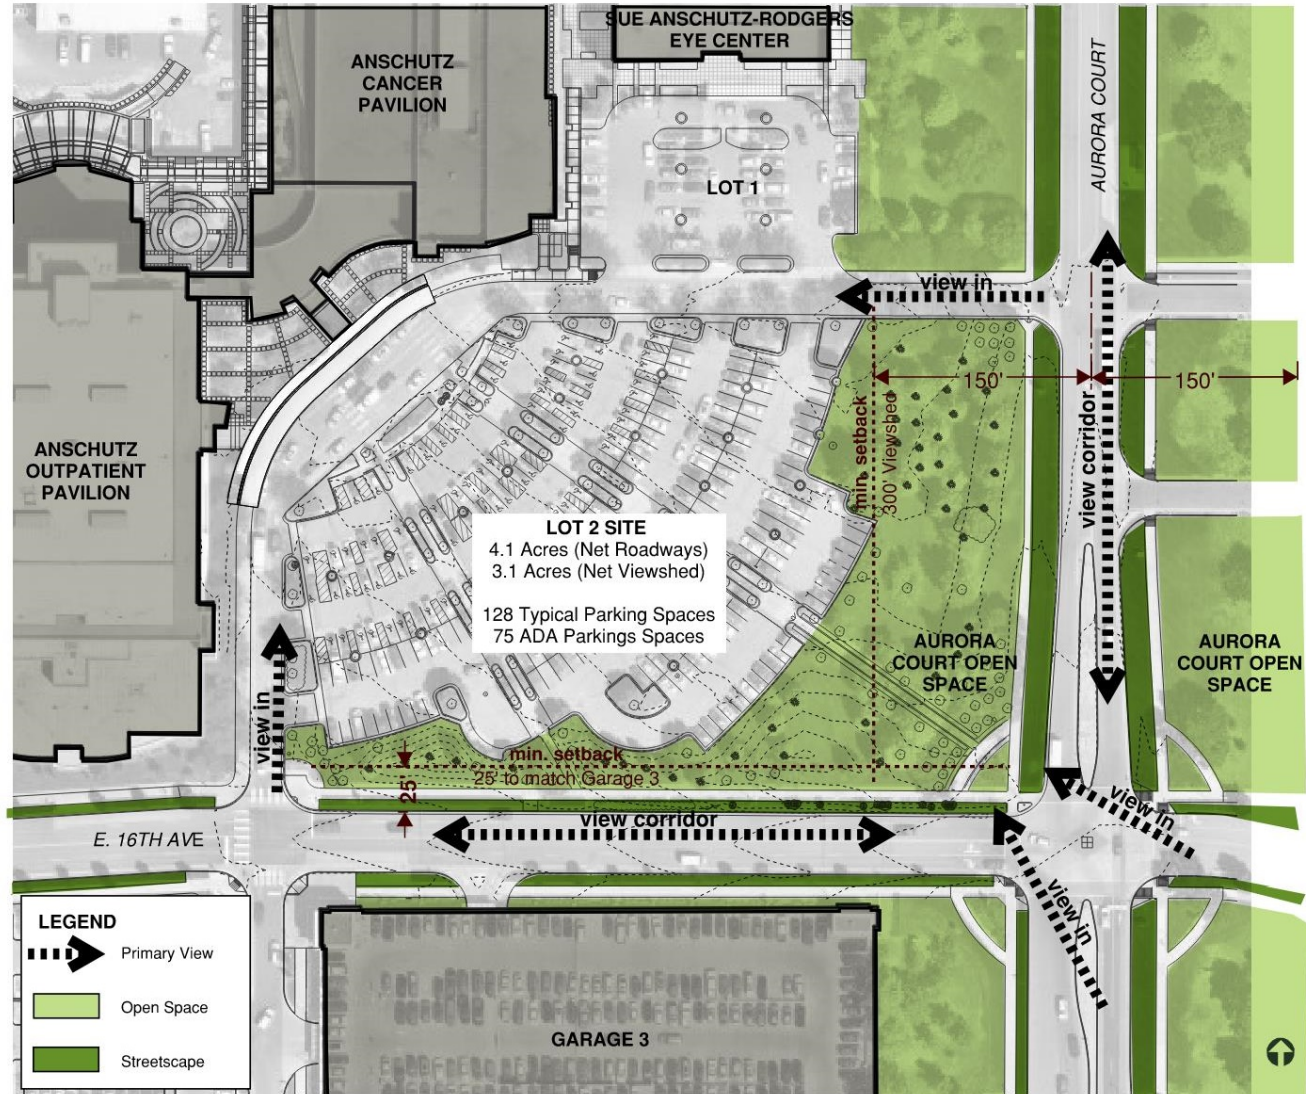 SUE ANSCHUTZ-RODGERS
EYE CENTER
ANSCHUTZ
CANCER
PAVILION
AURORA COURT
LOT 1
view in
150'
150'
min. setback
300' Viewshed
view corridor
ANSCHUTZ
OUTPATIENT
PAVILION
LOT 2 SITE
4.1 Acres (Net Roadways)
3.1 Acres (Net Viewshed)
128 Typical Parking Spaces
75 ADA Parkings Spaces
AURORA
COURT OPEN
SPACE
AURORA
COURT OPEN
SPACE
view in
min. setback
25' to match Garage 3
25'
view in
view corridor
E. 16TH AVE
view in
LEGEND
Primary View
Open Space
Streetscape
GARAGE 3